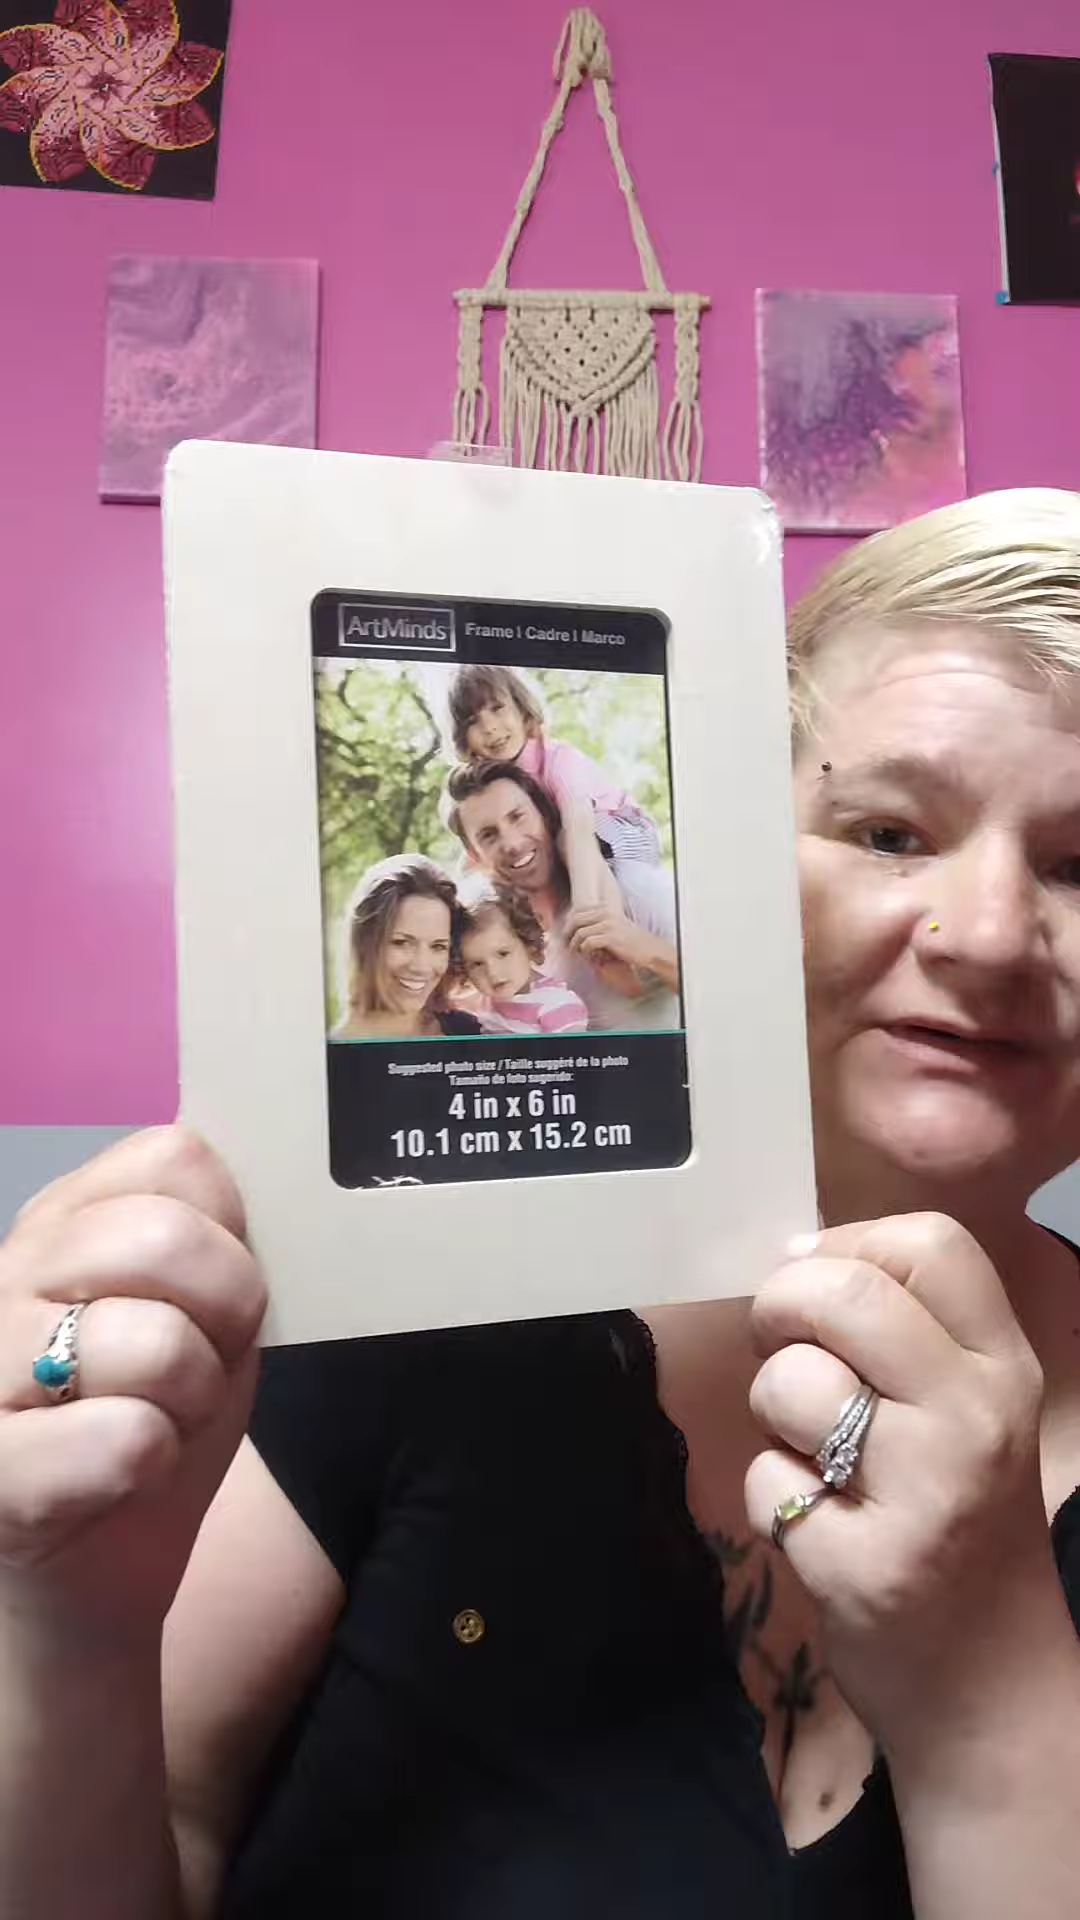 ArtMinds Frame | Cadre | Marco
Suggested photo size / Taille suggéré de la photo
Tamaño de foto sugerido:
4 in x 6 in
10.1 cm x 15.2 cm